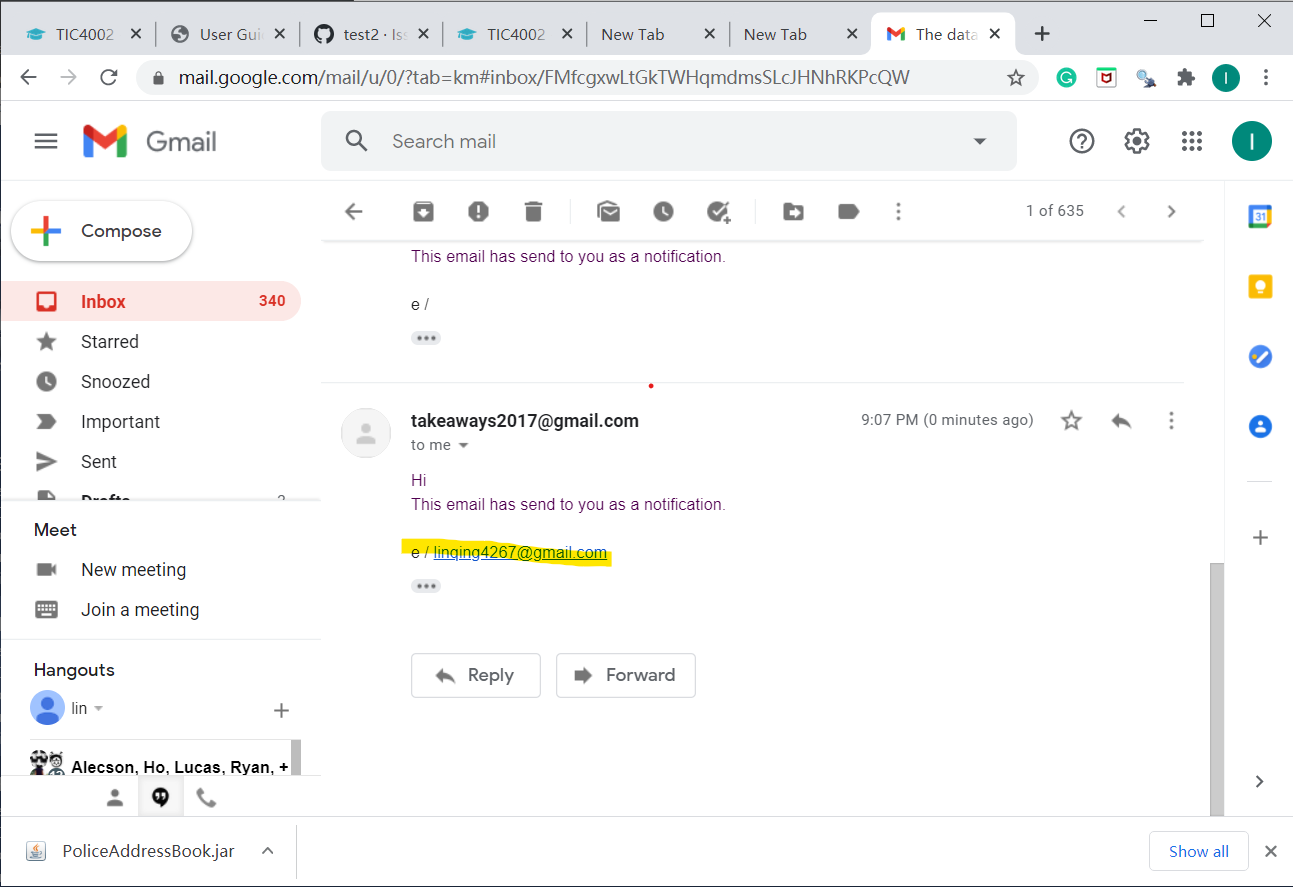 TIC4002
User Gui
test2 · Iss
TIC4002
New Tab
New Tab
The data
mail.google.com/mail/u/0/?tab=km#inbox/FMfcgxwLtGkTWHqmdmsSLcJHNhRKPcQW
I
Gmail
Search mail
I
Compose
1 of 635
31
Inbox 340
Starred
Snoozed
Important
Sent
Drafts 2
Meet
New meeting
Join a meeting
Hangouts
lin
Alecson, Ho, Lucas, Ryan, +
This email has send to you as a notification.
e /
takeaways2017@gmail.com
9:07 PM (0 minutes ago)
to me
Hi
This email has send to you as a notification.
e / linqing4267@gmail.com
Reply
Forward
PoliceAddressBook.jar
Show all